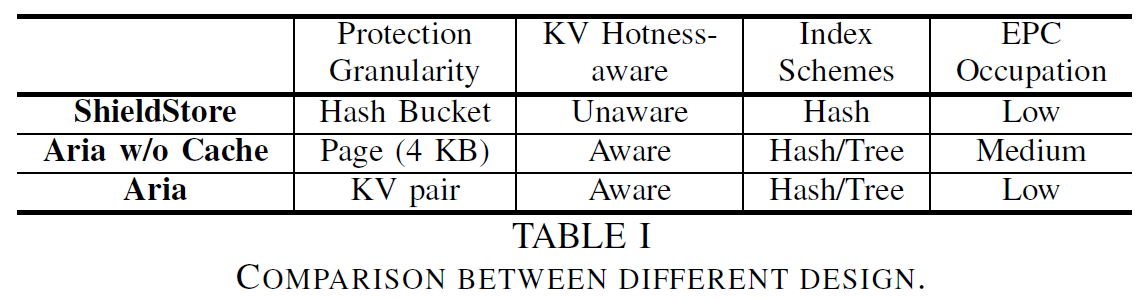 Protection Granularity KV Hotness-aware Index Schemes EPC Occupation
ShieldStore Hash Bucket Unaware Hash Low
Aria w/o Cache Page (4 KB) Aware Hash/Tree Medium
Aria KV pair Aware Hash/Tree Low
TABLE I
COMPARISON BETWEEN DIFFERENT DESIGN.